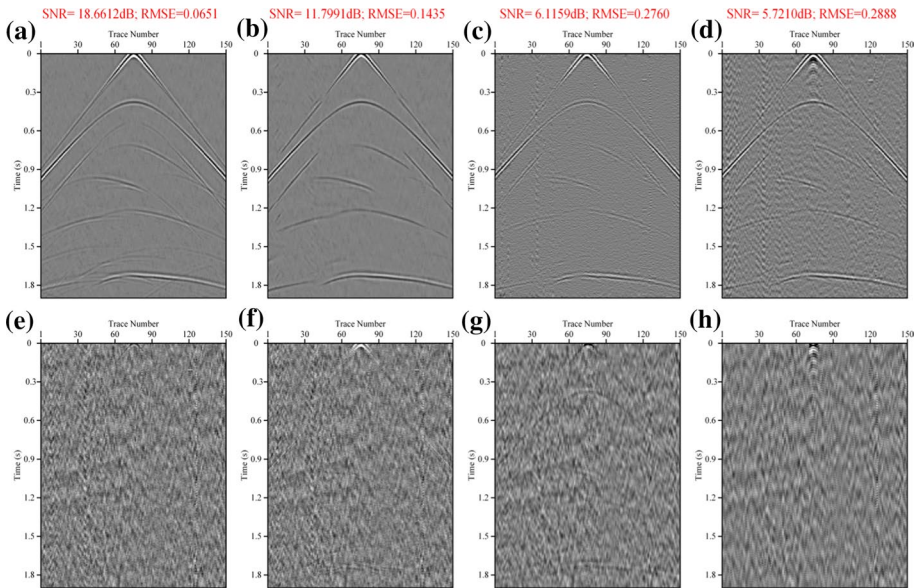 SNR= 18.6612dB; RMSE=0.0651 SNR= 11.7991dB; RMSE=0.1435 SNR= 6.1159dB; RMSE=0.2760 SNR= 5.7210dB; RMSE=0.2888
(a) Trace Number (b) Trace Number (c) Trace Number (d) Trace Number
1 30 60 90 120 150 1 30 60 90 120 150 1 30 60 90 120 150 1 30 60 90 120 150
0 0 0 0
0.3 0.3 0.3 0.3
0.6 0.6 0.6 0.6
Time (s) Time (s) Time (s) Time (s)
0.9 0.9 0.9 0.9
1.2 1.2 1.2 1.2
1.5 1.5 1.5 1.5
1.8 1.8 1.8 1.8
(e) Trace Number (f) Trace Number (g) Trace Number (h) Trace Number
1 30 60 90 120 150 1 30 60 90 120 150 1 30 60 90 120 150 1 30 60 90 120 150
0 0 0 0
0.3 0.3 0.3 0.3
0.6 0.6 0.6 0.6
Time (s) Time (s) Time (s) Time (s)
0.9 0.9 0.9 0.9
1.2 1.2 1.2 1.2
1.5 1.5 1.5 1.5
1.8 1.8 1.8 1.8